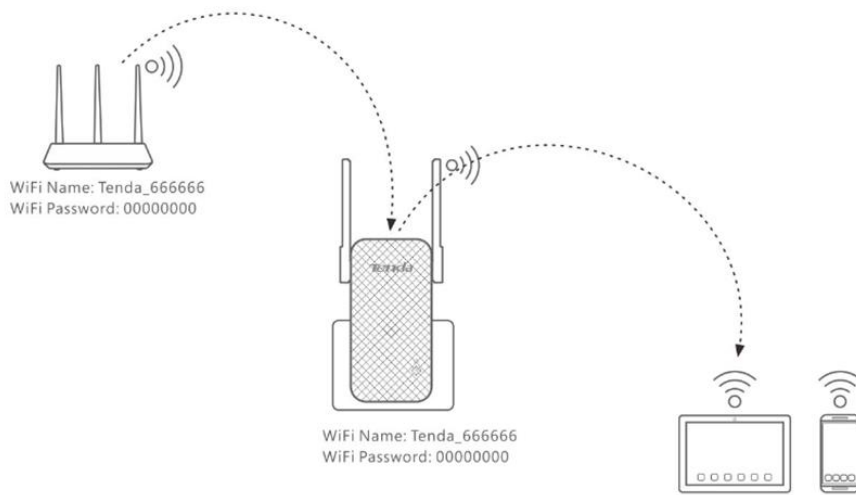 WiFi Name: Tenda_666666
WiFi Password: 00000000
Tenda
WiFi Name: Tenda_666666
WiFi Password: 00000000